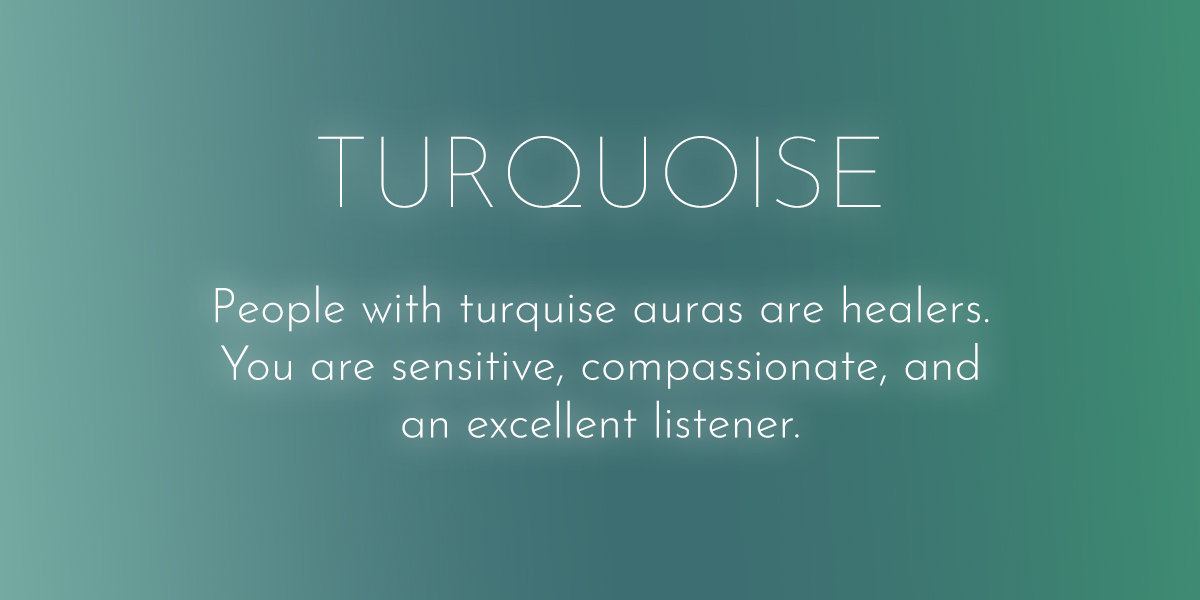 TURQUOISE
People with turquise auras are healers.
You are sensitive, compassionate, and
an excellent listener.